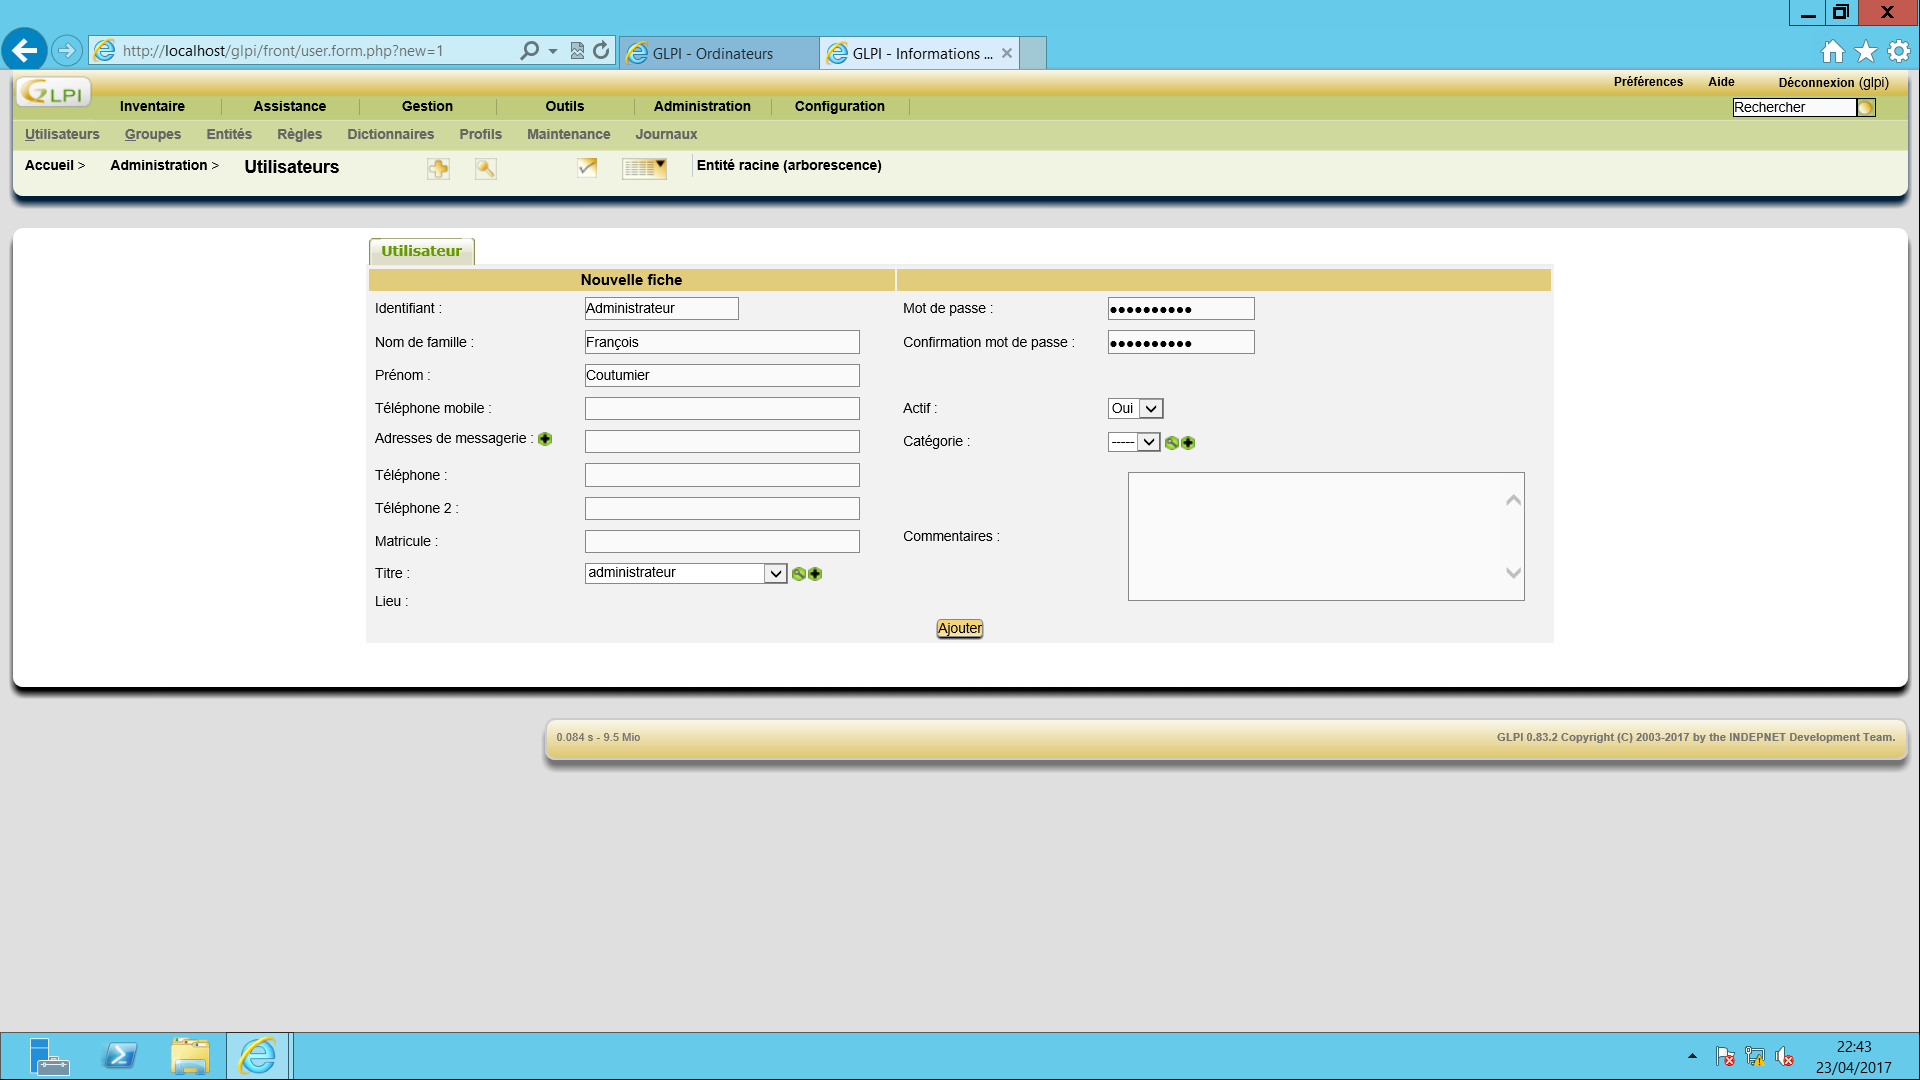 http://localhost/glpi/front/user.form.php?new=1
GLPI - Ordinateurs
GLPI - Informations ...
GLPI
Préférences Aide Déconnexion (glpi)
Inventaire Assistance Gestion Outils Administration Configuration
Rechercher
Utilisateurs Groupes Entités Règles Dictionnaires Profils Maintenance Journaux
Accueil > Administration > Utilisateurs Entité racine (arborescence)
Utilisateur
Nouvelle fiche
Identifiant : Administrateur Mot de passe : ●●●●●●●●●●
Nom de famille : François Confirmation mot de passe : ●●●●●●●●●●
Prénom : Coutumier
Téléphone mobile : Actif : Oui
Adresses de messagerie : Catégorie : -----
Téléphone :
Téléphone 2 :
Commentaires :
Matricule :
Titre : administrateur
Lieu :
Ajouter
0.084 s - 9.5 Mio GLPI 0.83.2 Copyright (C) 2003-2017 by the INDEPNET Development Team.
22:43
23/04/2017